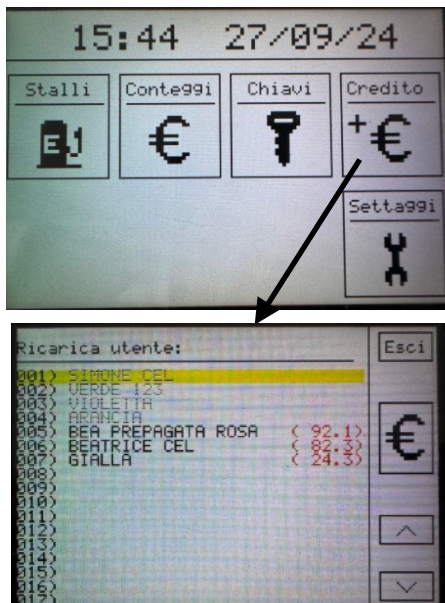 15:44 27/09/24
Stalli Conteggi Chiavi Credito
+€
€
Settaggi
Ricarica utente: Esci
001) SIMONE CEL
002) VERDE 123
003) VIOLETTA
004) ARANCIA
005) BEA PREPAGATA ROSA ( 92.1)
006) BEATRICE CEL ( 82.3)
007) GIALLA ( 24.3)
€
008)
009)
010)
011)
012)
013)
014)
015)
016)
017)